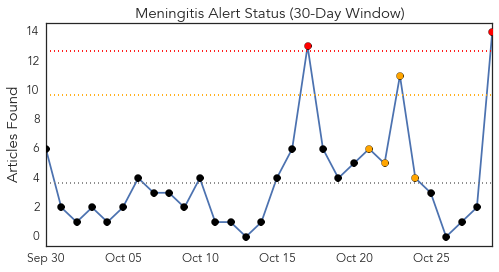 Meningitis Alert Status (30-Day Window)
Articles Found
14
12
10
8
6
4
2
0
Sep 30 Oct 05 Oct 10 Oct 15 Oct 20 Oct 25